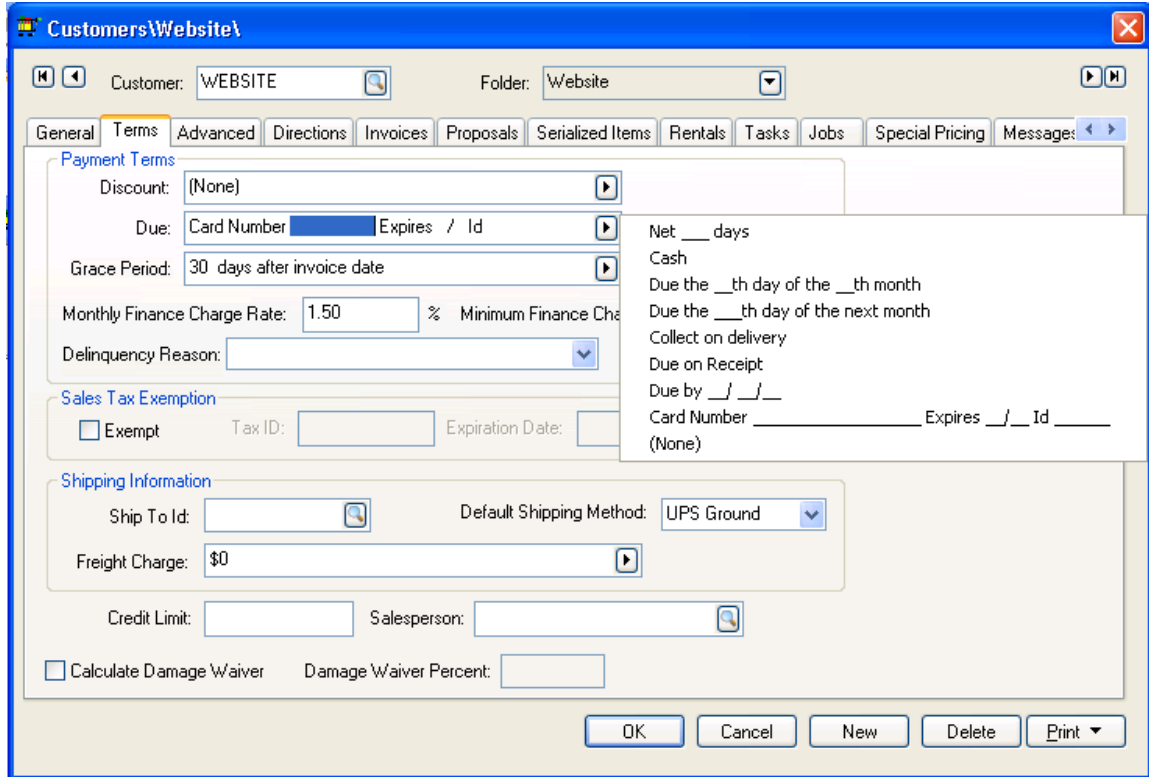 Customers\Website\
Customer: WEBSITE Folder: Website
General Terms Advanced Directions Invoices Proposals Serialized Items Rentals Tasks Jobs Special Pricing Messages
Payment Terms
Discount: (None)
Due: Card Number Expires / Id
Grace Period: 30 days after invoice date
Monthly Finance Charge Rate: 1.50 % Minimum Finance Cha
Delinquency Reason:
Net ___ days
Cash
Due the __th day of the __th month
Due the ___th day of the next month
Collect on delivery
Due on Receipt
Due by __/ __/__
Card Number ____________________ Expires __/__ Id ______
(None)
Sales Tax Exemption
Exempt Tax ID: Expiration Date:
Shipping Information
Ship To Id: Default Shipping Method: UPS Ground
Freight Charge: $0
Credit Limit: Salesperson:
Calculate Damage Waiver Damage Waiver Percent:
OK Cancel New Delete Print